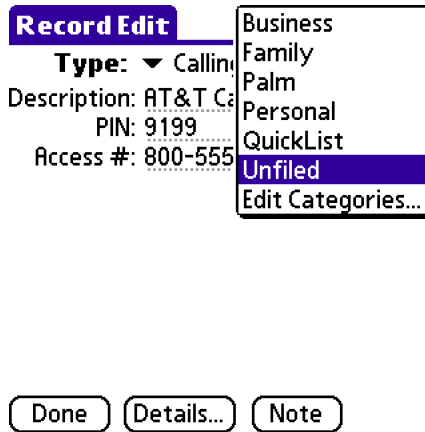 Record Edit
Type: Calling
Description: AT&T Ca
PIN: 9199
Access #: 800-555
Business
Family
Palm
Personal
QuickList
Unfiled
Edit Categories...
Done Details... Note